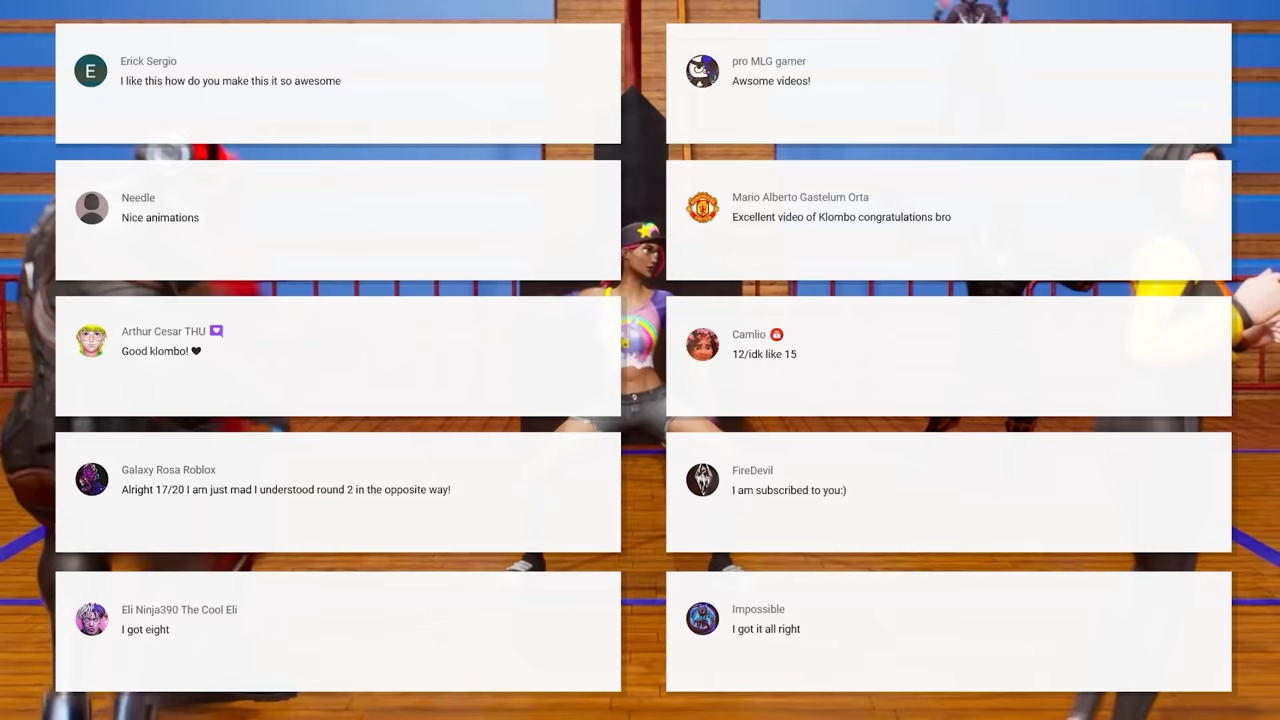 Erick Sergio
I like this how do you make this it so awesome
pro MLG gamer
Awsome videos!
Needle
Nice animations
Mario Alberto Gastelum Orta
Excellent video of Klombo congratulations bro
Arthur Cesar THU
Good klombo! 🖤
Camlio
12/idk like 15
Galaxy Rosa Roblox
Alright 17/20 I am just mad I understood round 2 in the opposite way!
FireDevil
I am subscribed to you:)
Eli Ninja390 The Cool Eli
I got eight
Impossible
I got it all right
E